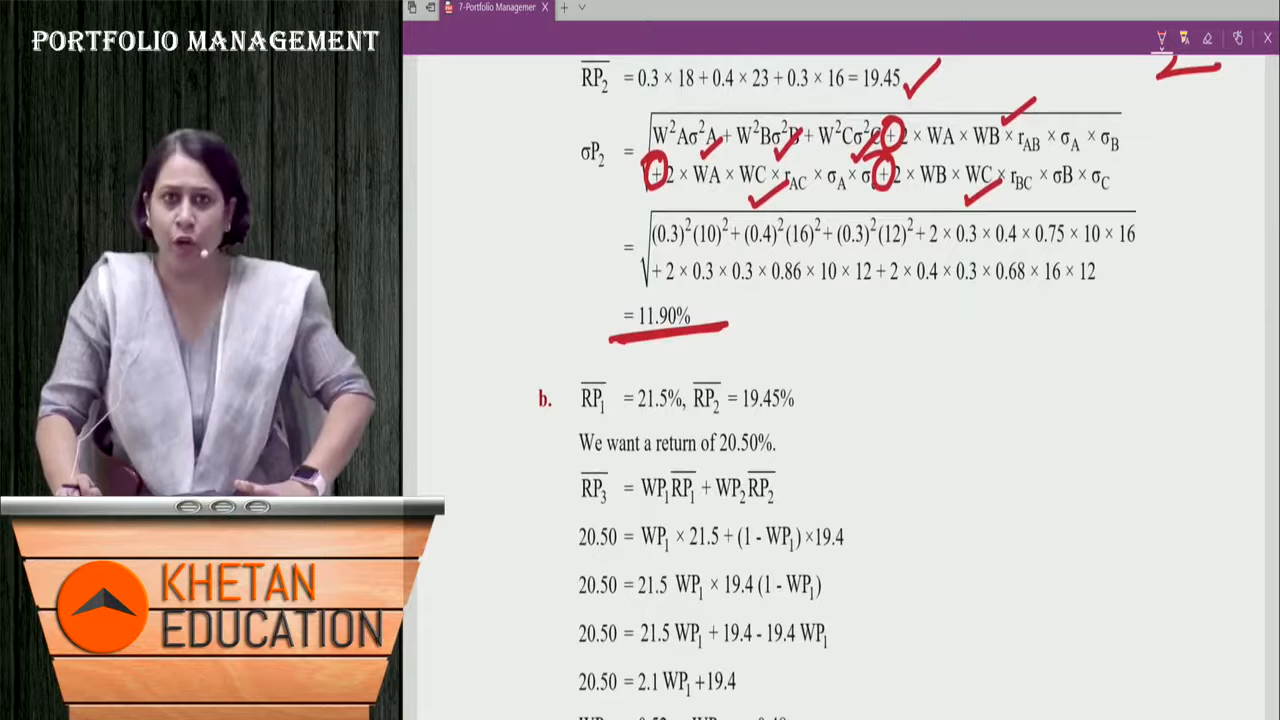 PORTFOLIO MANAGEMENT
7-Portfolio Managemer
RP₂ = 0.3 × 18 + 0.4 × 23 + 0.3 × 16 = 19.45
σP₂ = √ W²Aσ²A + W²Bσ²B + W²Cσ²C + 2 × WA × WB × rAB × σA × σB
+ 2 × WA × WC × rAC × σA × σ + 2 × WB × WC × rBC × σB × σC
= √ (0.3)²(10)² + (0.4)²(16)² + (0.3)²(12)² + 2 × 0.3 × 0.4 × 0.75 × 10 × 16
+ 2 × 0.3 × 0.3 × 0.86 × 10 × 12 + 2 × 0.4 × 0.3 × 0.68 × 16 × 12
= 11.90%
b. RP₁ = 21.5%, RP₂ = 19.45%
We want a return of 20.50%.
RP₃ = WP₁RP₁ + WP₂RP₂
20.50 = WP₁ × 21.5 + (1 - WP₁) ×19.4
20.50 = 21.5 WP₁ × 19.4 (1 - WP₁)
20.50 = 21.5 WP₁ + 19.4 - 19.4 WP₁
20.50 = 2.1 WP₁ +19.4
KHETAN
EDUCATION